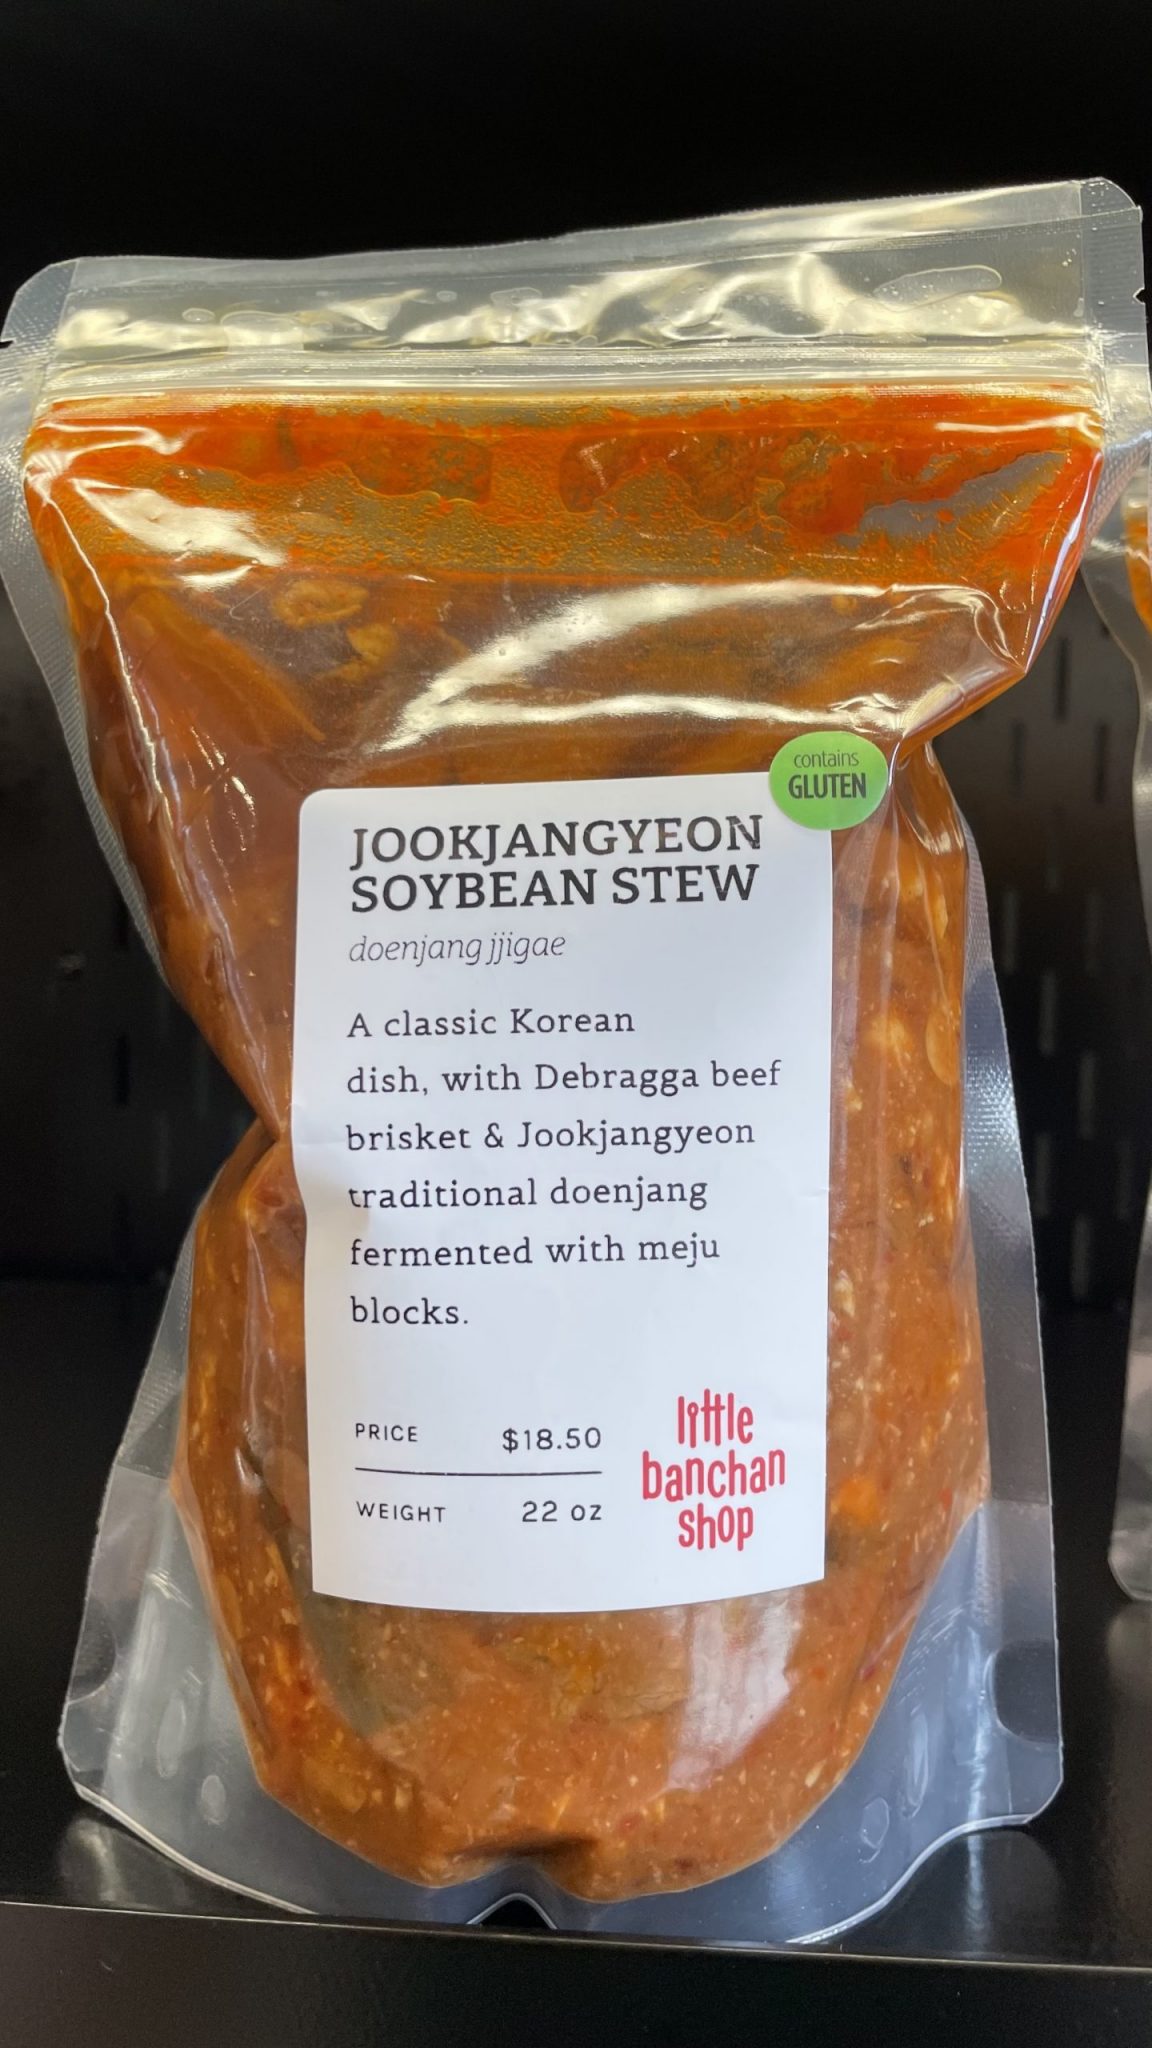 contains
GLUTEN
JOOKJANGYEON
SOYBEAN STEW
doenjang jjigae
A classic Korean
dish, with Debragga beef
brisket & Jookjangyeon
traditional doenjang
fermented with meju
blocks.
PRICE $18.50
WEIGHT 22 oz
little
banchan
shop